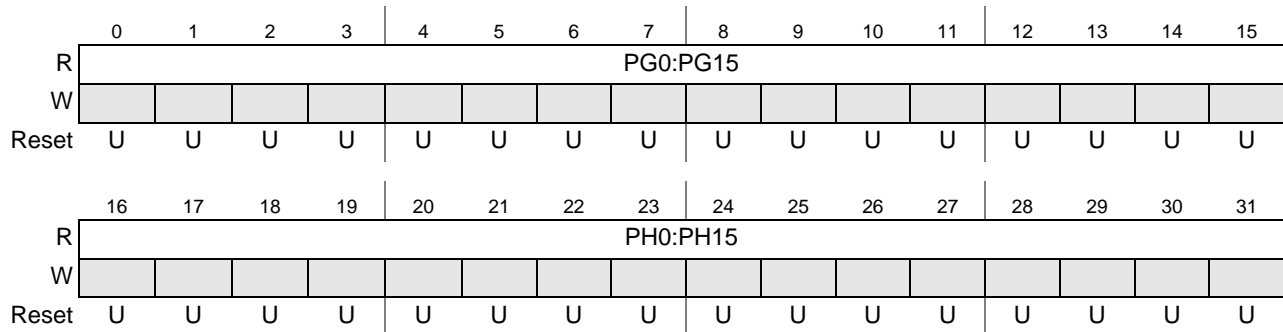 0 1 2 3 4 5 6 7 8 9 10 11 12 13 14 15
R PG0:PG15
W
Reset U U U U U U U U U U U U U U U U
16 17 18 19 20 21 22 23 24 25 26 27 28 29 30 31
R PH0:PH15
W
Reset U U U U U U U U U U U U U U U U